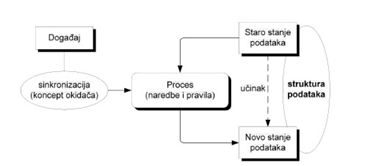 Događaj
sinkronizacija
(koncept okidača)
Proces
(naredbe i pravila)
Staro stanje
podataka
učinak
struktura
podataka
Novo stanje
podataka